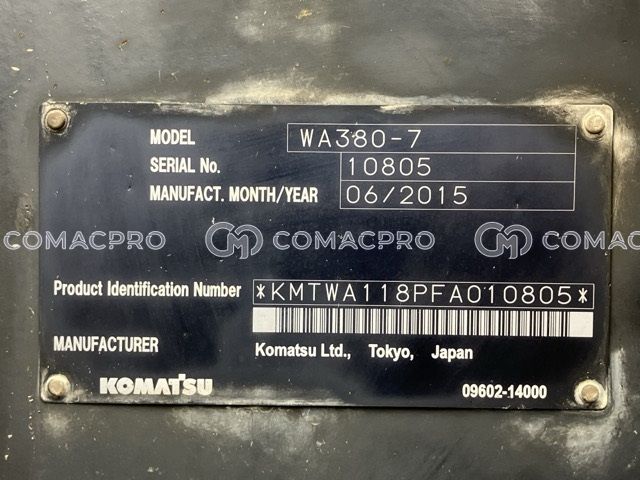 MODEL WA380-7
SERIAL No. 10805
MANUFACT. MONTH/YEAR 06/2015
COMACPRO COMACPRO COMACPRO
Product Identification Number *KMTWA118PFA010805*
MANUFACTURER Komatsu Ltd., Tokyo, Japan
KOMATSU 09602-14000